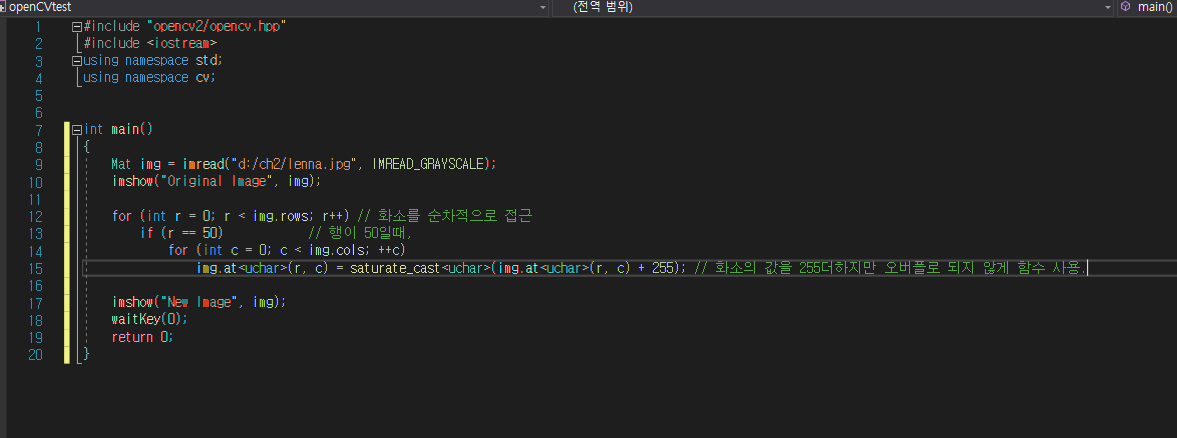 openCVtest (전역 범위) main()
1 #include "opencv2/opencv.hpp"
2 #include <iostream>
3 using namespace std;
4 using namespace cv;
5
6
7 int main()
8 {
9 Mat img = imread("d:/ch2/lenna.jpg", IMREAD_GRAYSCALE);
10 imshow("Original Image", img);
11
12 for (int r = 0; r < img.rows; r++) // 화소를 순차적으로 접근
13 if (r == 50) // 행이 50일때,
14 for (int c = 0; c < img.cols; ++c)
15 img.at<uchar>(r, c) = saturate_cast<uchar>(img.at<uchar>(r, c) + 255); // 화소의 값을 255더하지만 오버플로 되지 않게 함수 사용.
16
17 imshow("New Image", img);
18 waitKey(0);
19 return 0;
20 }